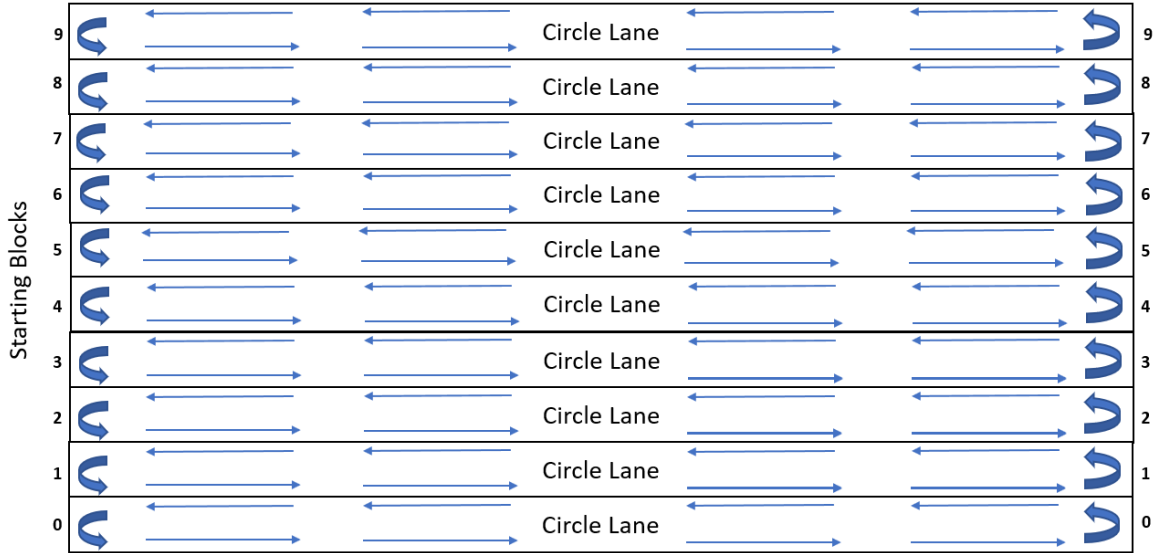 Starting Blocks
9 Circle Lane 9
8 Circle Lane 8
7 Circle Lane 7
6 Circle Lane 6
5 Circle Lane 5
4 Circle Lane 4
3 Circle Lane 3
2 Circle Lane 2
1 Circle Lane 1
0 Circle Lane 0